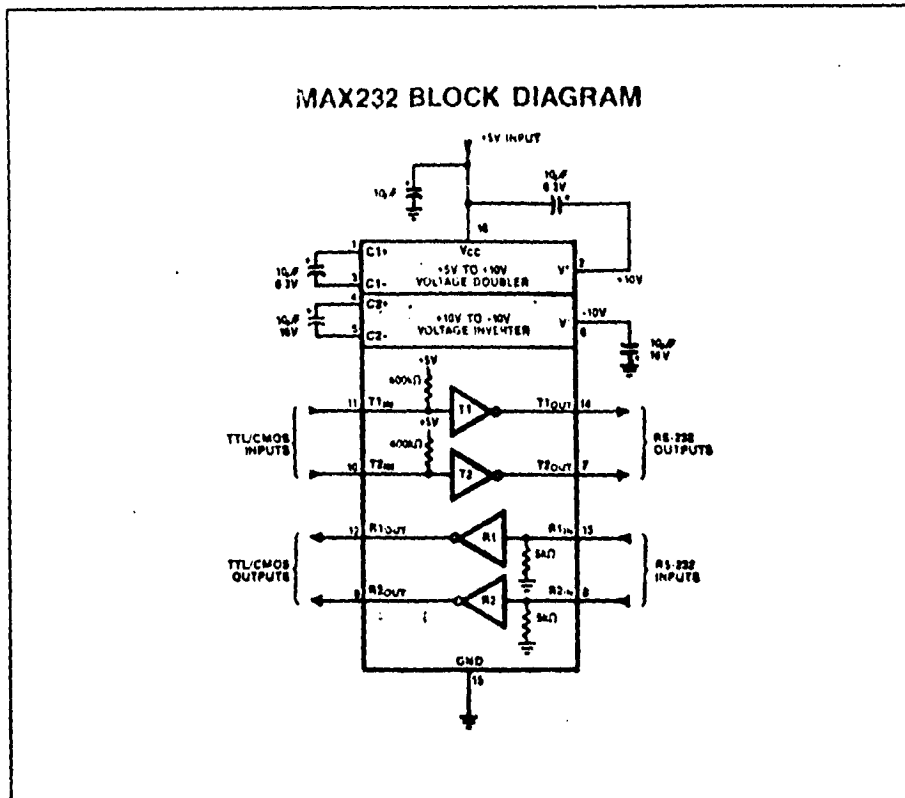 MAX232 BLOCK DIAGRAM
+5V INPUT
10µF
10µF
6.3V
16
VCC
1
C1+
10µF
6.3V
3
C1-
+5V TO +10V
VOLTAGE DOUBLER
V+
2
+10V
4
C2+
10µF
16V
5
C2-
+10V TO -10V
VOLTAGE INVERTER
V-
-10V
6
10µF
16V
+5V
400kΩ
11
T1IN
T1
T1OUT
14
+5V
400kΩ
TTL/CMOS
INPUTS
RS-232
OUTPUTS
10
T2IN
T2
T2OUT
7
12
R1OUT
R1
R1IN
13
5kΩ
TTL/CMOS
OUTPUTS
RS-232
INPUTS
9
R2OUT
R2
R2IN
8
5kΩ
GND
15